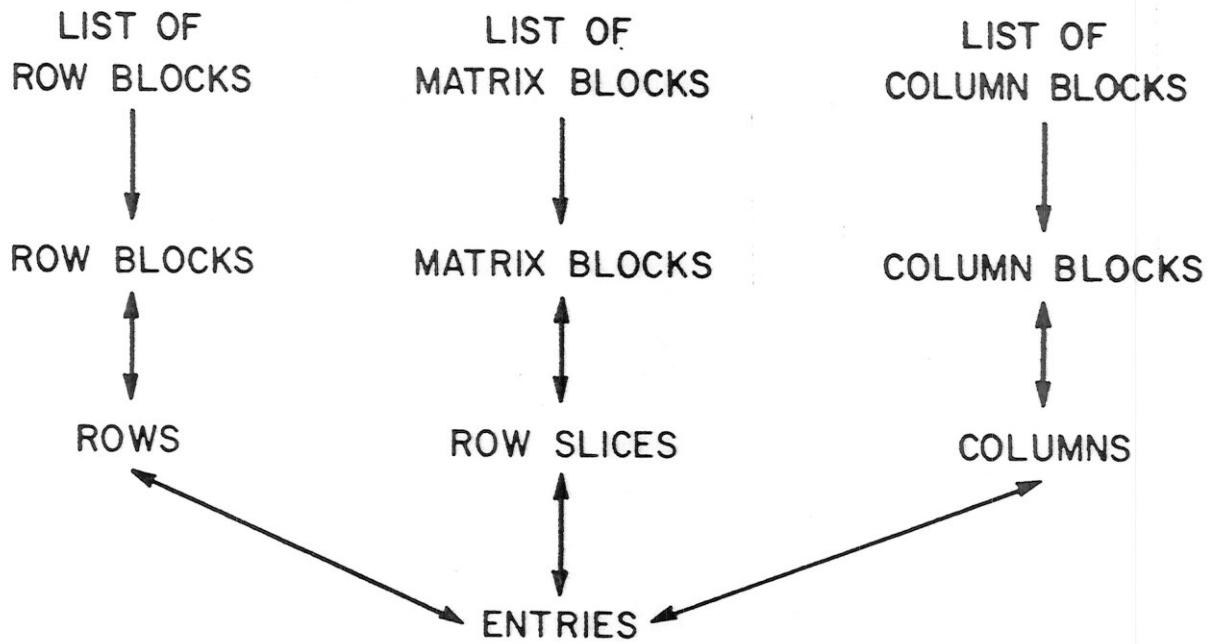 LIST OF
ROW BLOCKS
LIST OF
MATRIX BLOCKS
LIST OF
COLUMN BLOCKS
ROW BLOCKS
MATRIX BLOCKS
COLUMN BLOCKS
ROWS
ROW SLICES
COLUMNS
ENTRIES